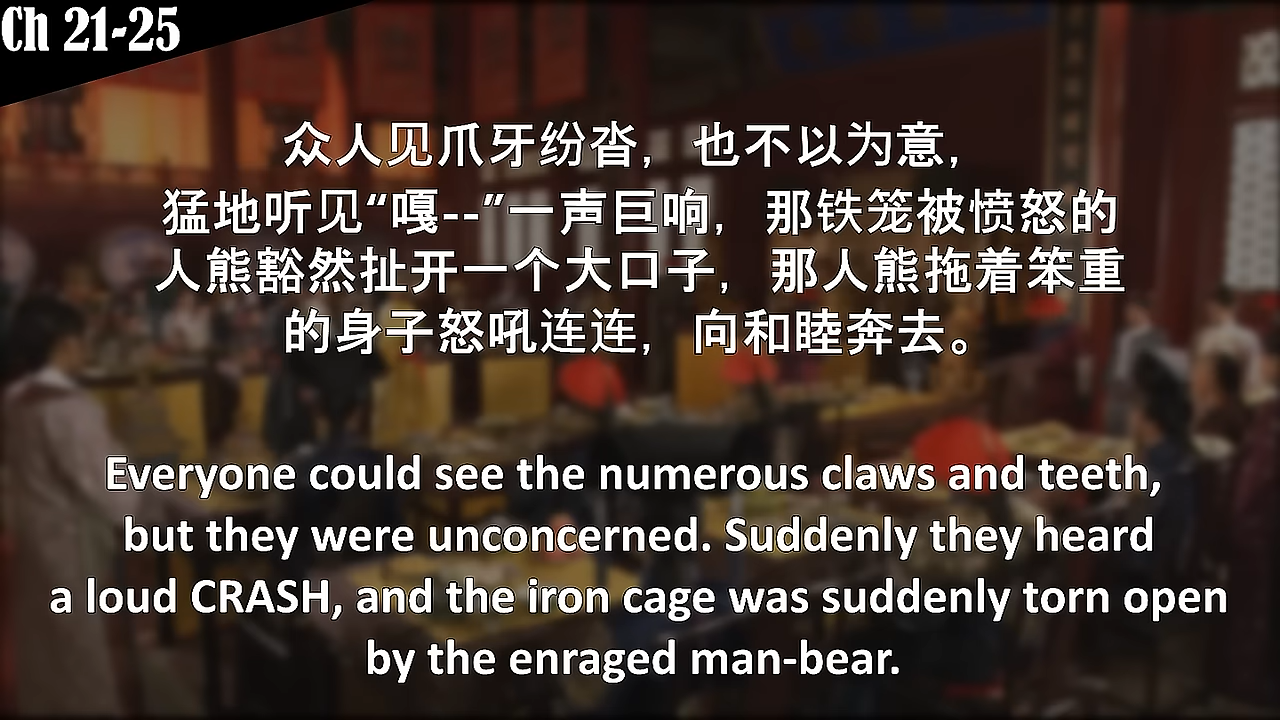 Ch 21-25
众人见爪牙纷沓，也不以为意，
猛地听见“嘎--”一声巨响，那铁笼被愤怒的
人熊豁然扯开一个大口子，那人熊拖着笨重
的身子怒吼连连，向和睦奔去。
Everyone could see the numerous claws and teeth,
but they were unconcerned. Suddenly they heard
a loud CRASH, and the iron cage was suddenly torn open
by the enraged man-bear.